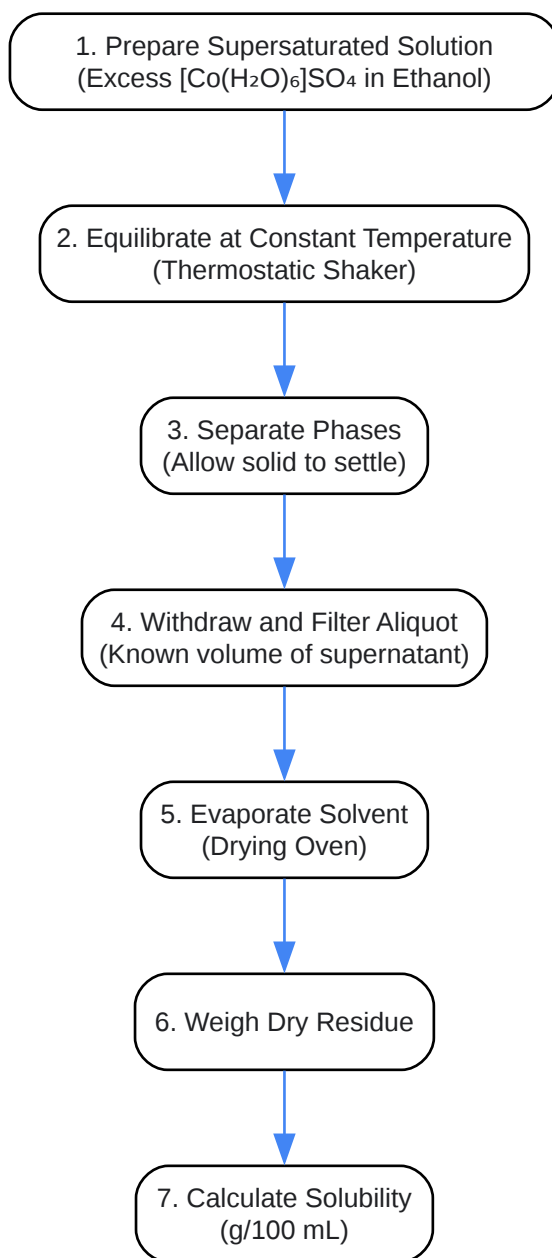 1. Prepare Supersaturated Solution
(Excess [Co(H₂O)₆]SO₄ in Ethanol)
2. Equilibrate at Constant Temperature
(Thermostatic Shaker)
3. Separate Phases
(Allow solid to settle)
4. Withdraw and Filter Aliquot
(Known volume of supernatant)
5. Evaporate Solvent
(Drying Oven)
6. Weigh Dry Residue
7. Calculate Solubility
(g/100 mL)